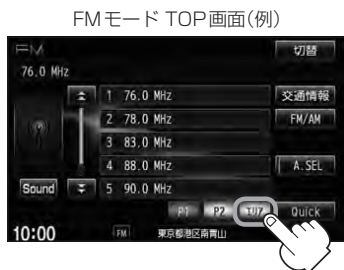 FMモード TOP画面(例)
FM 切替
76.0 MHz
1 76.0 MHz 交通情報
2 78.0 MHz FM/AM
3 83.0 MHz
4 88.0 MHz A.SEL
Sound 5 90.0 MHz
P1 P2 エリア Quick
10:00 FM 東京都港区南青山